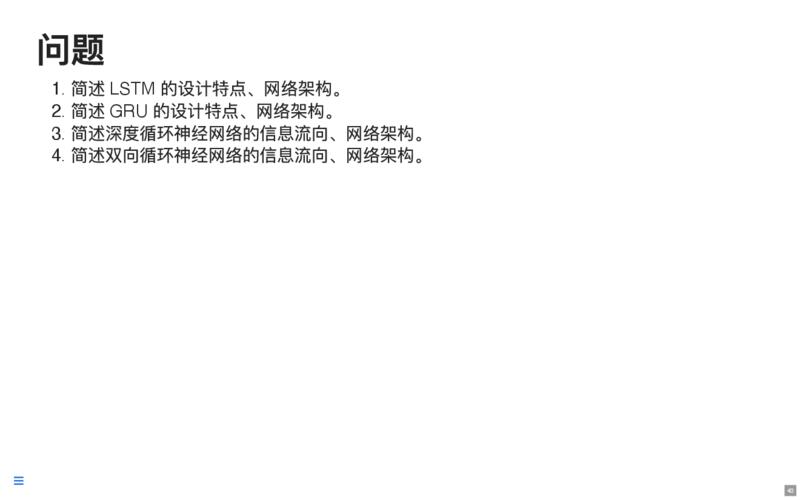 问题
1. 简述 LSTM 的设计特点、网络架构。
2. 简述 GRU 的设计特点、网络架构。
3. 简述深度循环神经网络的信息流向、网络架构。
4. 简述双向循环神经网络的信息流向、网络架构。